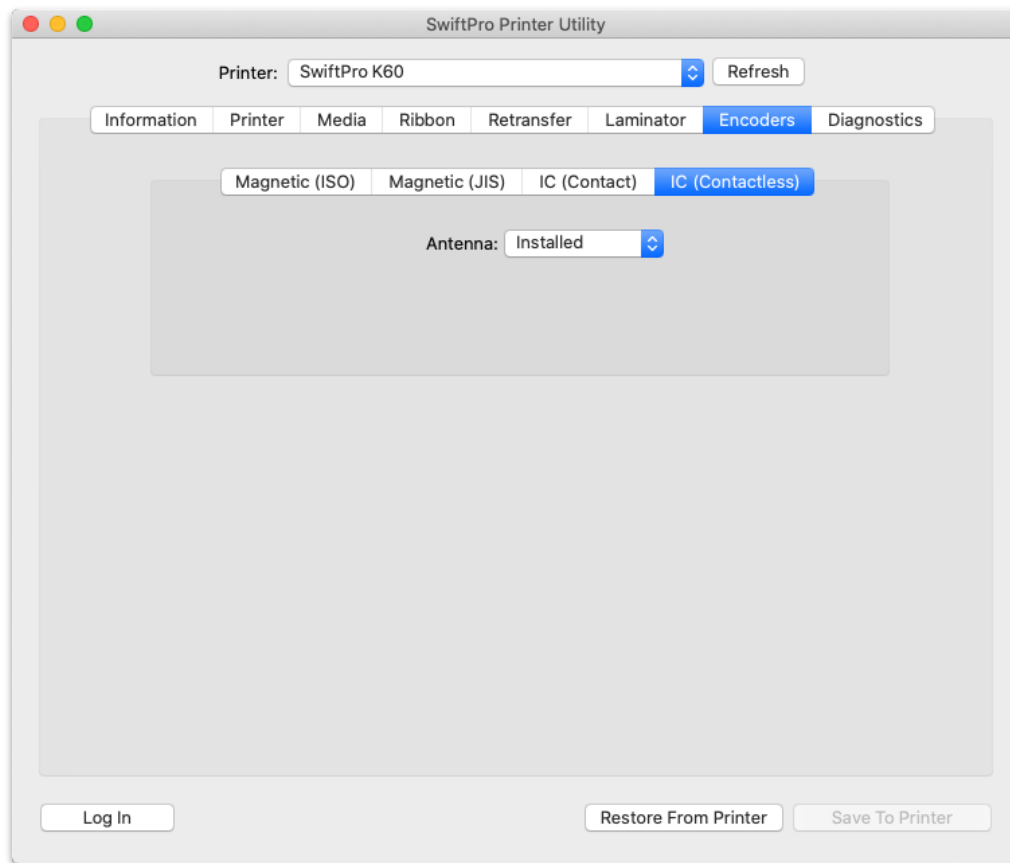 SwiftPro Printer Utility
Printer: SwiftPro K60 Refresh
Information Printer Media Ribbon Retransfer Laminator Encoders Diagnostics
Magnetic (ISO) Magnetic (JIS) IC (Contact) IC (Contactless)
Antenna: Installed
Log In Restore From Printer Save To Printer